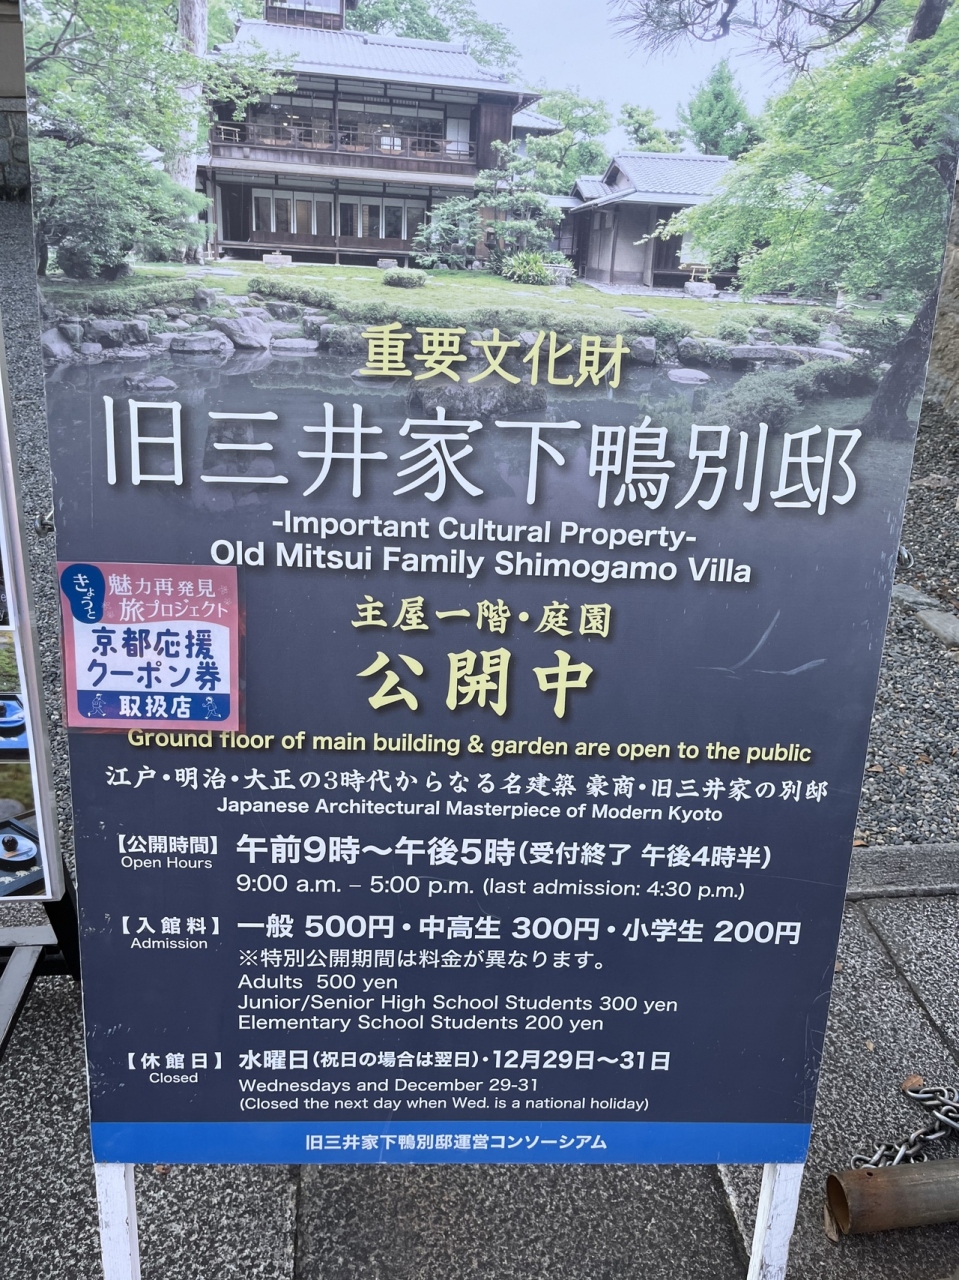 重要文化財
旧三井家下鴨別邸
-Important Cultural Property-
Old Mitsui Family Shimogamo Villa
きょうと
魅力再発見
旅プロジェクト
京都応援
クーポン券
取扱店
主屋一階・庭園
公開中
Ground floor of main building & garden are open to the public
江戸・明治・大正の3時代からなる名建築 豪商・旧三井家の別邸
Japanese Architectural Masterpiece of Modern Kyoto
【公開時間】 午前9時〜午後5時(受付終了 午後4時半)
Open Hours
9:00 a.m. – 5:00 p.m. (last admission: 4:30 p.m.)
【入館料】 一般 500円・中高生 300円・小学生 200円
Admission
※特別公開期間は料金が異なります。
Adults 500 yen
Junior/Senior High School Students 300 yen
Elementary School Students 200 yen
【休館日】 水曜日(祝日の場合は翌日)・12月29日〜31日
Closed
Wednesdays and December 29-31
(Closed the next day when Wed. is a national holiday)
旧三井家下鴨別邸運営コンソーシアム